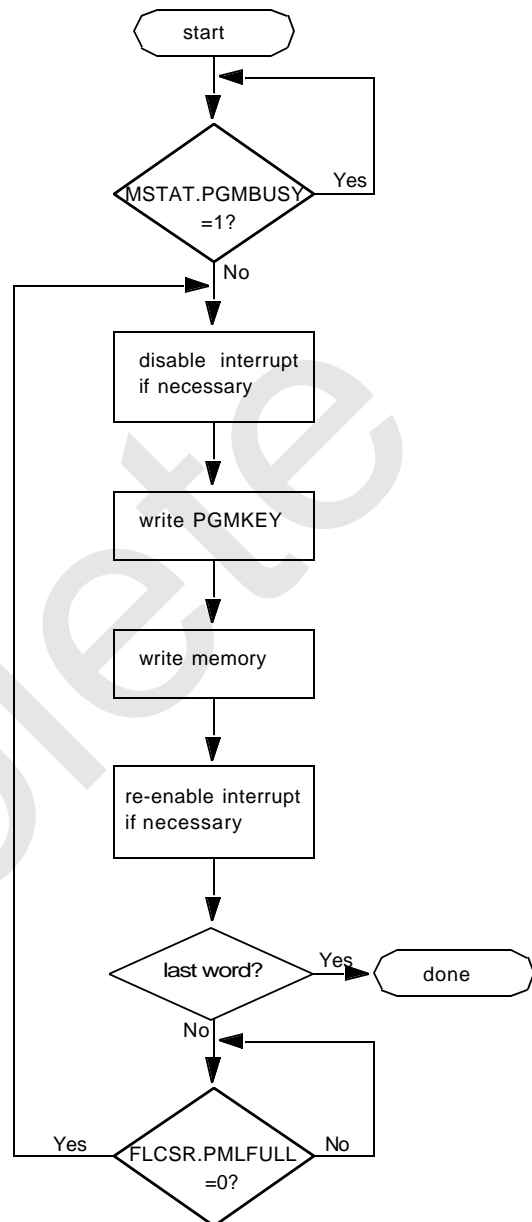 start
MSTAT.PGMBUSY
=1?
Yes
No
disable interrupt
if necessary
write PGMKEY
write memory
re-enable interrupt
if necessary
last word?
Yes
done
No
FLCSR.PMLFULL
=0?
Yes
No
plete